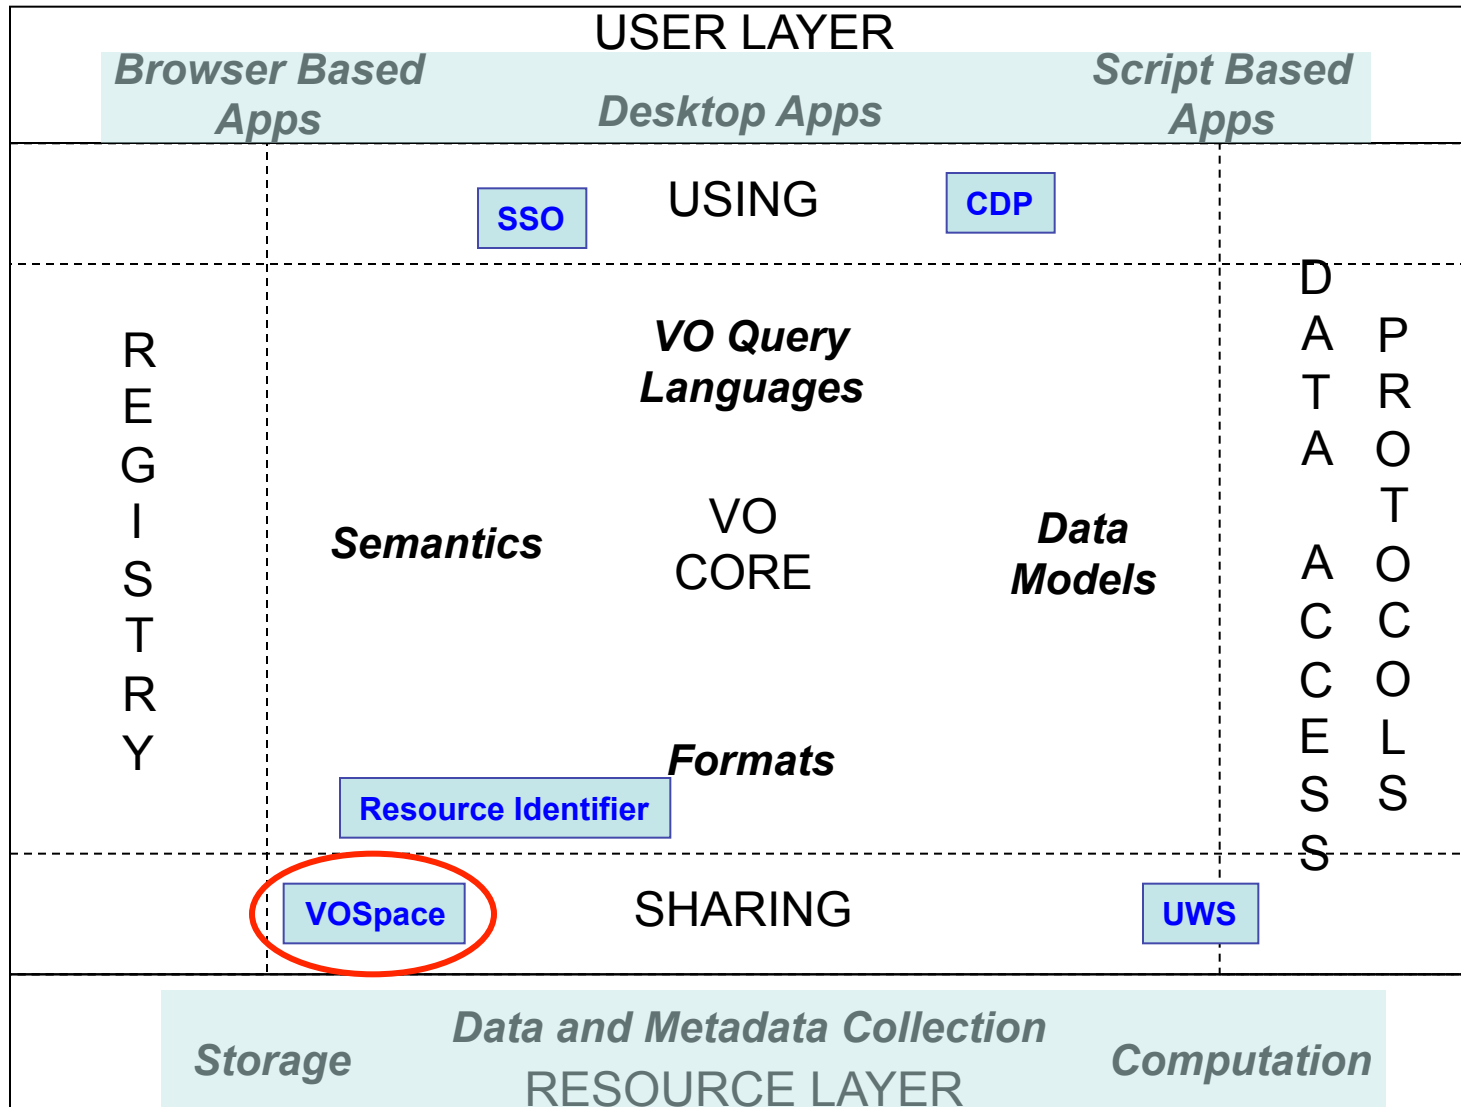 USER LAYER
Browser Based
Apps
Desktop Apps
Script Based
Apps
SSO
USING
CDP
REGISTRY
VO Query
Languages
Semantics
VO
CORE
Data
Models
Formats
Resource Identifier
DATA ACCESS
PROTOCOLS
VOSpace
SHARING
UWS
Storage
Data and Metadata Collection
Computation
RESOURCE LAYER